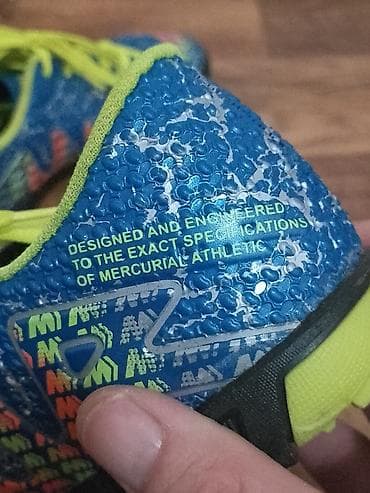 DESIGNED AND ENGINEERED
TO THE EXACT SPECIFICATIONS
OF MERCURIAL ATHLETIC